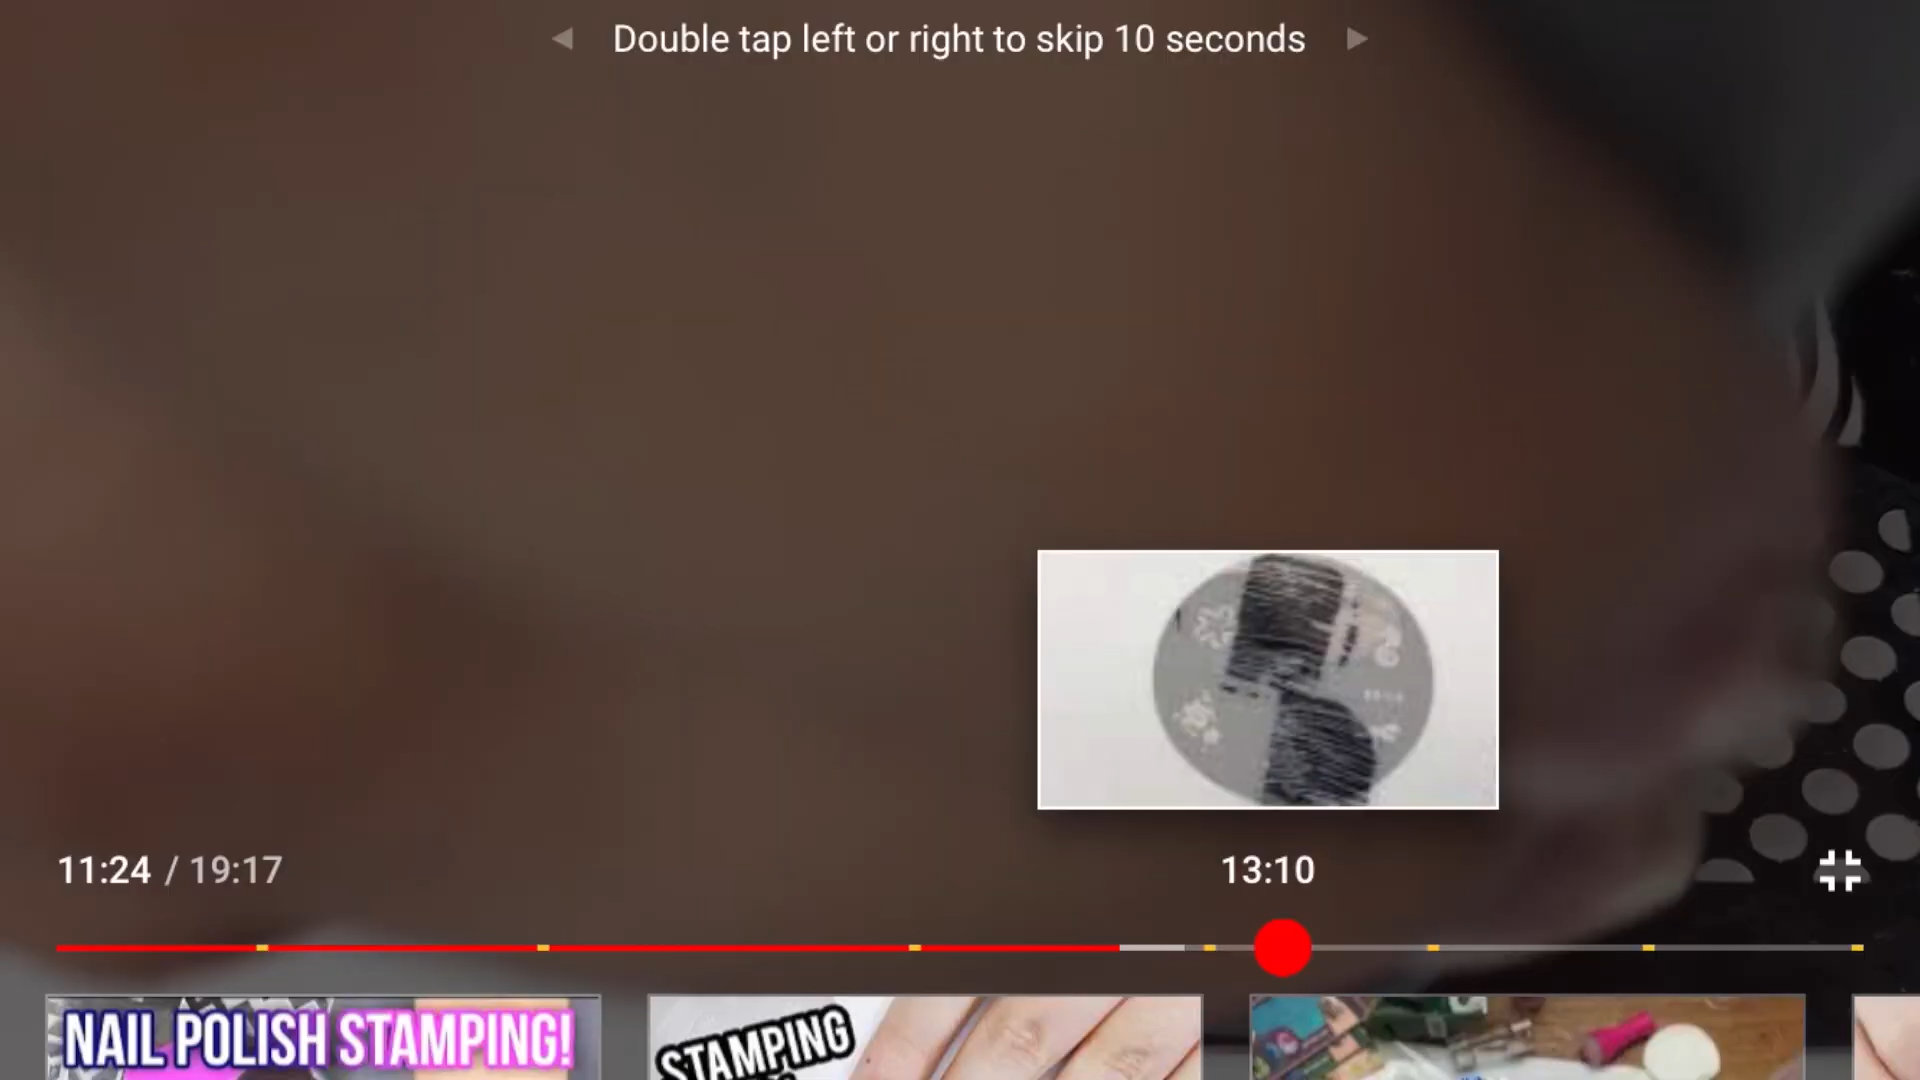 Double tap left or right to skip 10 seconds
11:24 / 19:17
13:10
NAIL POLISH STAMPING!
STAMPING